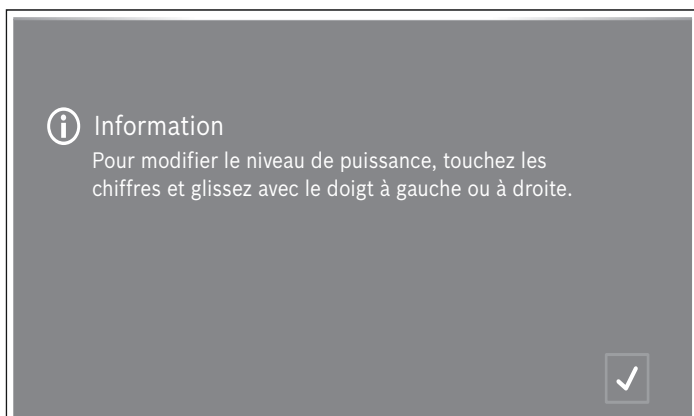 Information
Pour modifier le niveau de puissance, touchez les
chiffres et glissez avec le doigt à gauche ou à droite.